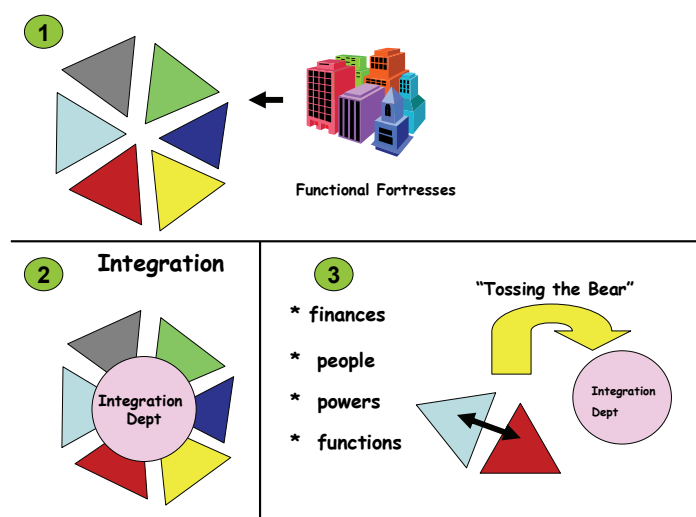 1
Functional Fortresses
2
Integration
Integration
Dept
3
"Tossing the Bear"
* finances
* people
* powers
* functions
Integration
Dept